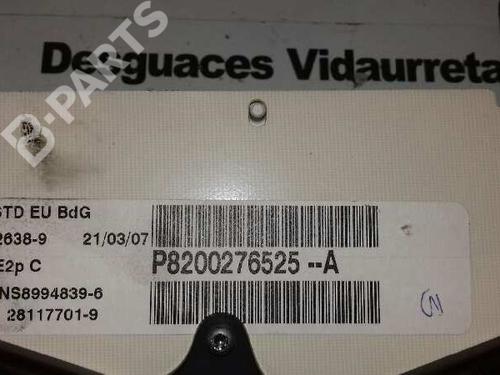 Desguaces Vidaurreta
B-PARTS
STD EU BdG
2638-9 21/03/07
E2p C
P8200276525--A
NS8994839-6
28117701-9